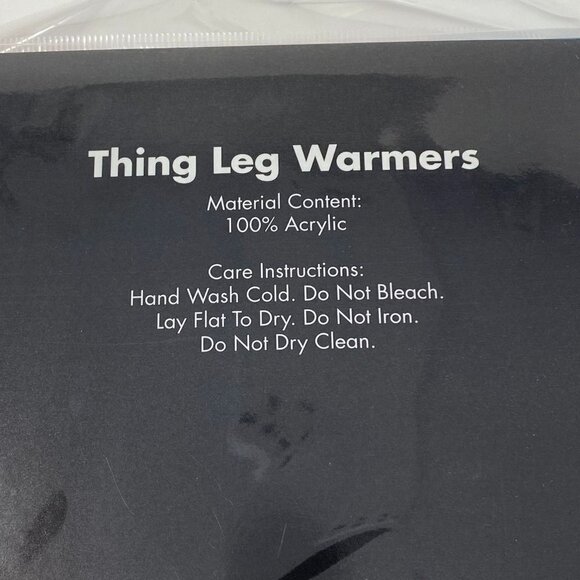 Thing Leg Warmers
Material Content:
100% Acrylic
Care Instructions:
Hand Wash Cold. Do Not Bleach.
Lay Flat To Dry. Do Not Iron.
Do Not Dry Clean.